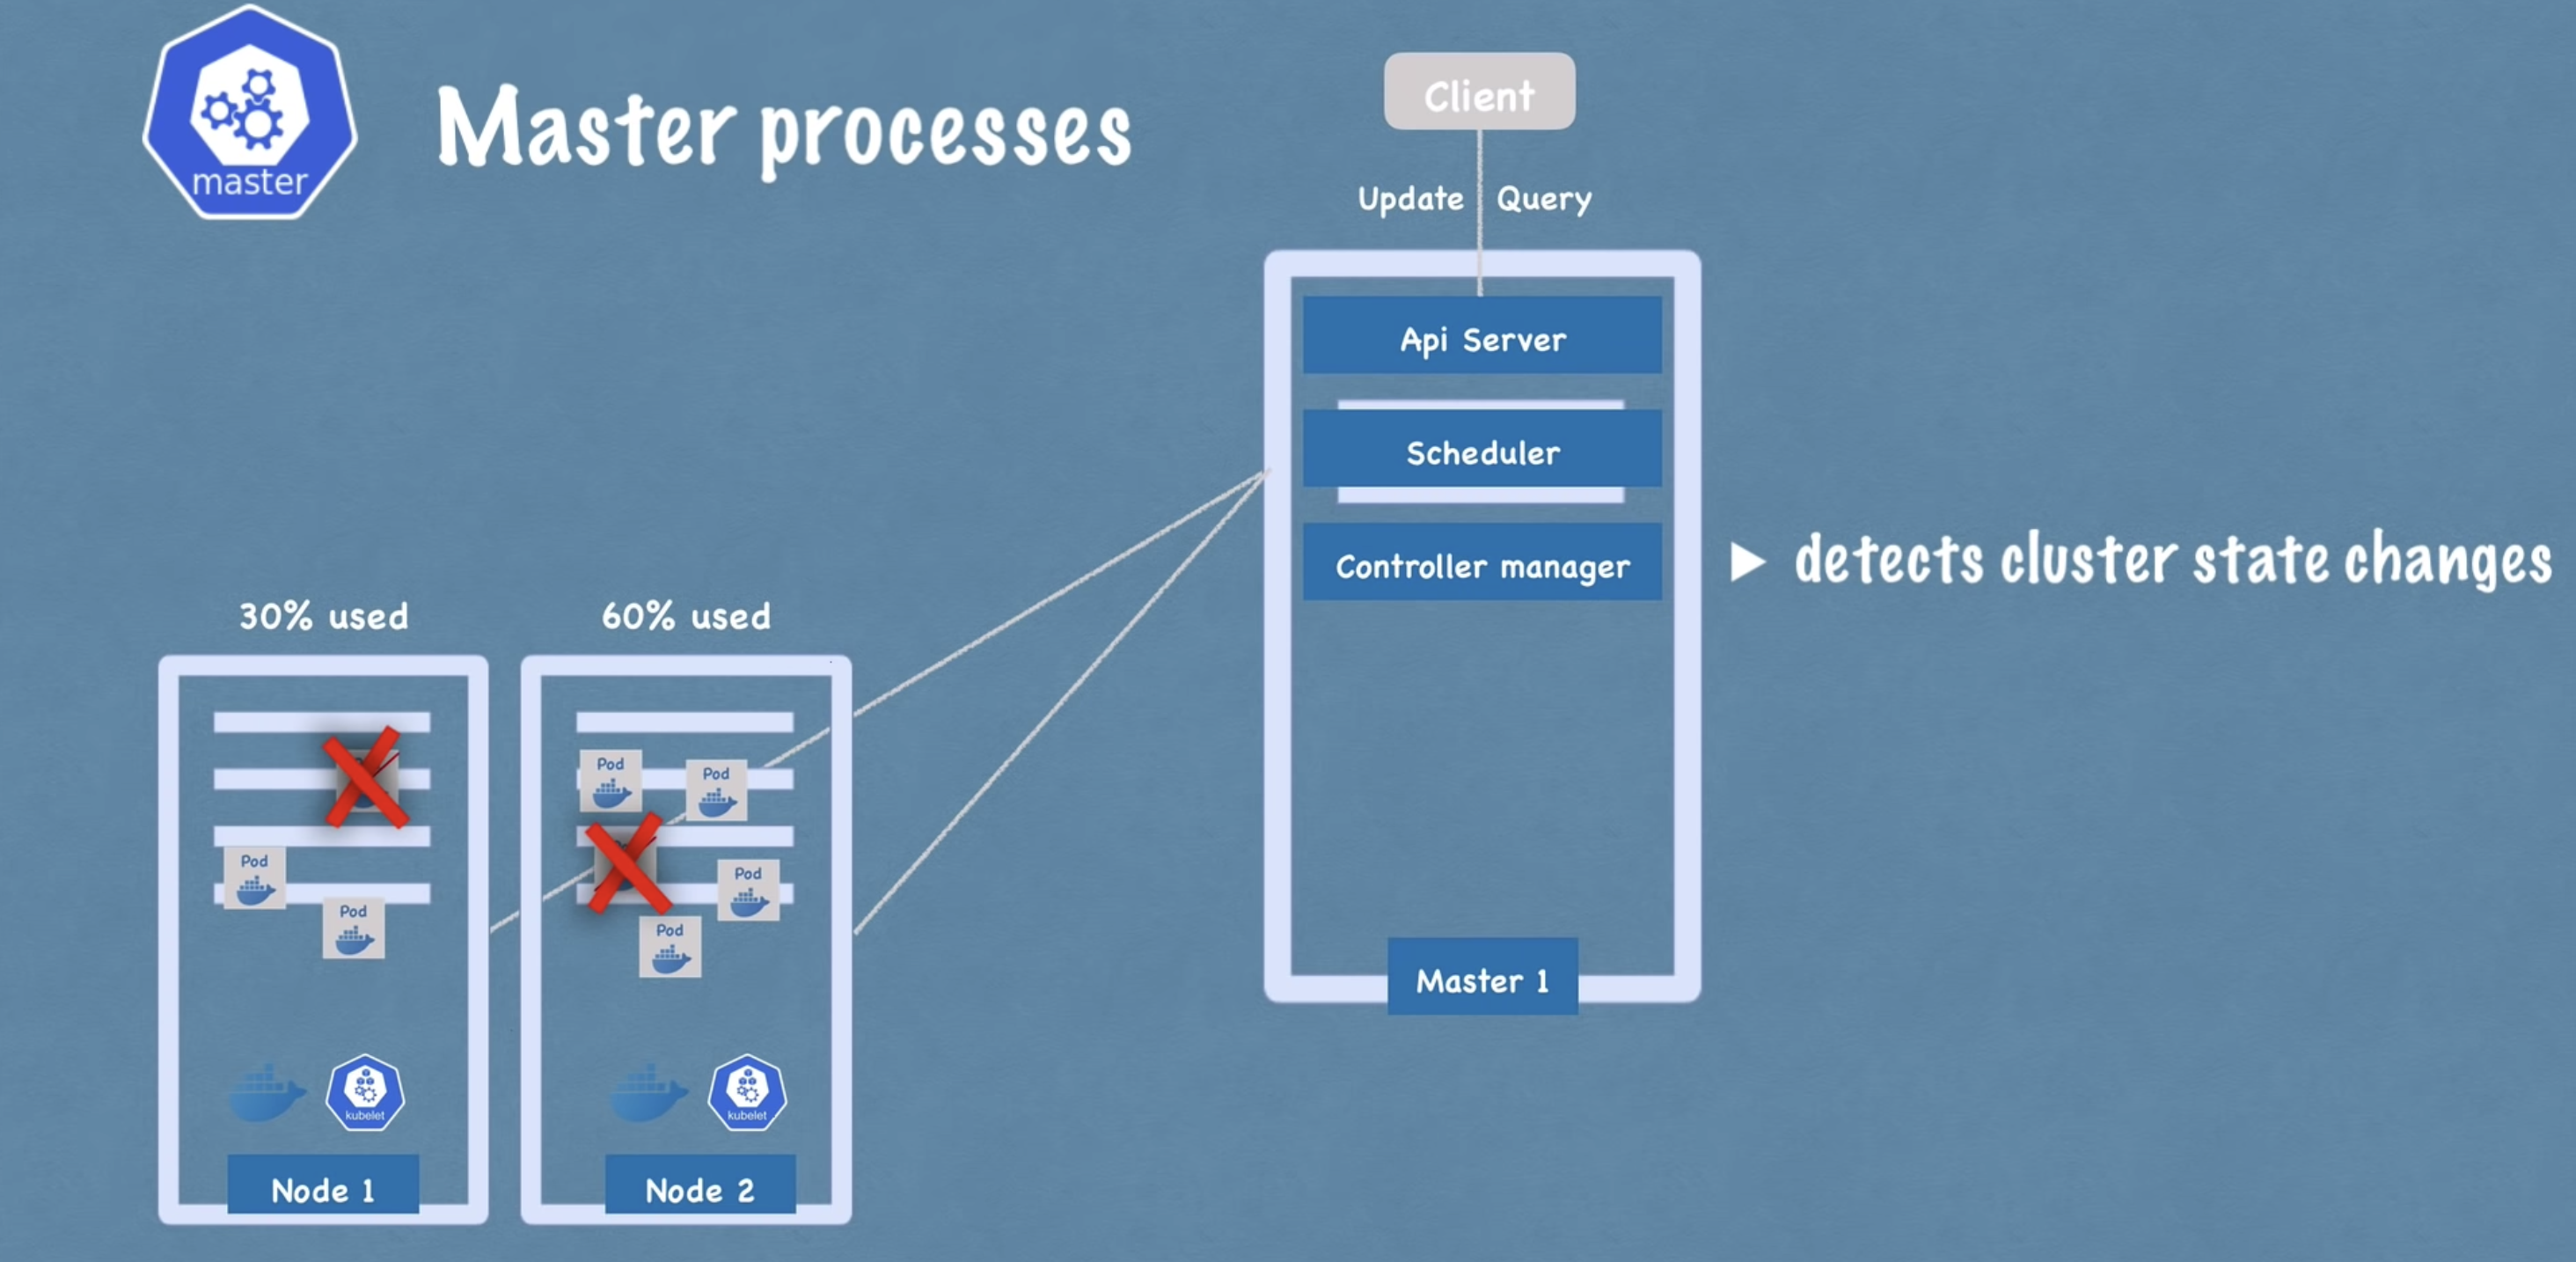 master
Master processes
Client
Update
Query
Api Server
Scheduler
Controller manager
detects cluster state changes
Master 1
30% used
60% used
Pod
Pod
Pod
Pod
Pod
Pod
kubelet
kubelet
Node 1
Node 2